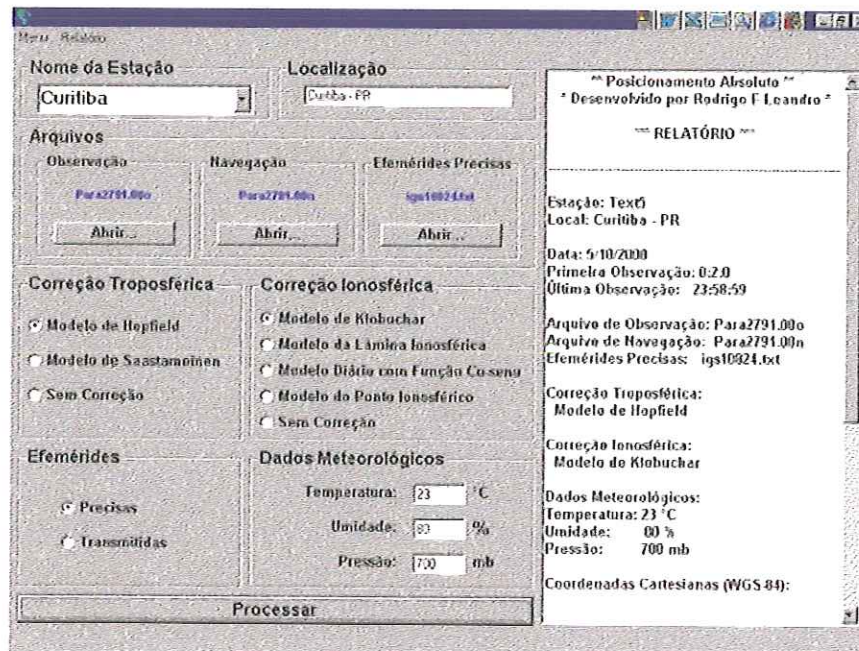 Menu Relatório
Nome da Estação
Curitiba
Localização
Curitiba - PR
Arquivos
Observação
Para2791.00o
Abrir...
Navegação
Para2791.00n
Abrir...
Efemérides Precisas
igs10824.txt
Abrir...
Correção Troposférica
Modelo de Hopfield
Modelo de Saastamoinen
Sem Correção
Correção Ionosférica
Modelo de Klobuchar
Modelo da Lâmina Ionosférica
Modelo Diário com Função Co-seno
Modelo do Ponto Ionosférico
Sem Correção
Efemérides
Precisas
Transmitidas
Dados Meteorológicos
Temperatura: 23 °C
Umidade: 80 %
Pressão: 700 mb
Processar
** Posicionamento Absoluto **
* Desenvolvido por Rodrigo F Leandro *
*** RELATÓRIO ***
Estação: Text5
Local: Curitiba - PR
Data: 5/10/2000
Primeira Observação: 0:2.0
Última Observação: 23:58:59
Arquivo de Observação: Para2791.00o
Arquivo de Navegação: Para2791.00n
Efemérides Precisas: igs10824.txt
Correção Troposférica:
Modelo de Hopfield
Correção Ionosférica:
Modelo de Klobuchar
Dados Meteorológicos:
Temperatura: 23 °C
Umidade: 80 %
Pressão: 700 mb
Coordenadas Cartesianas (WGS-84):